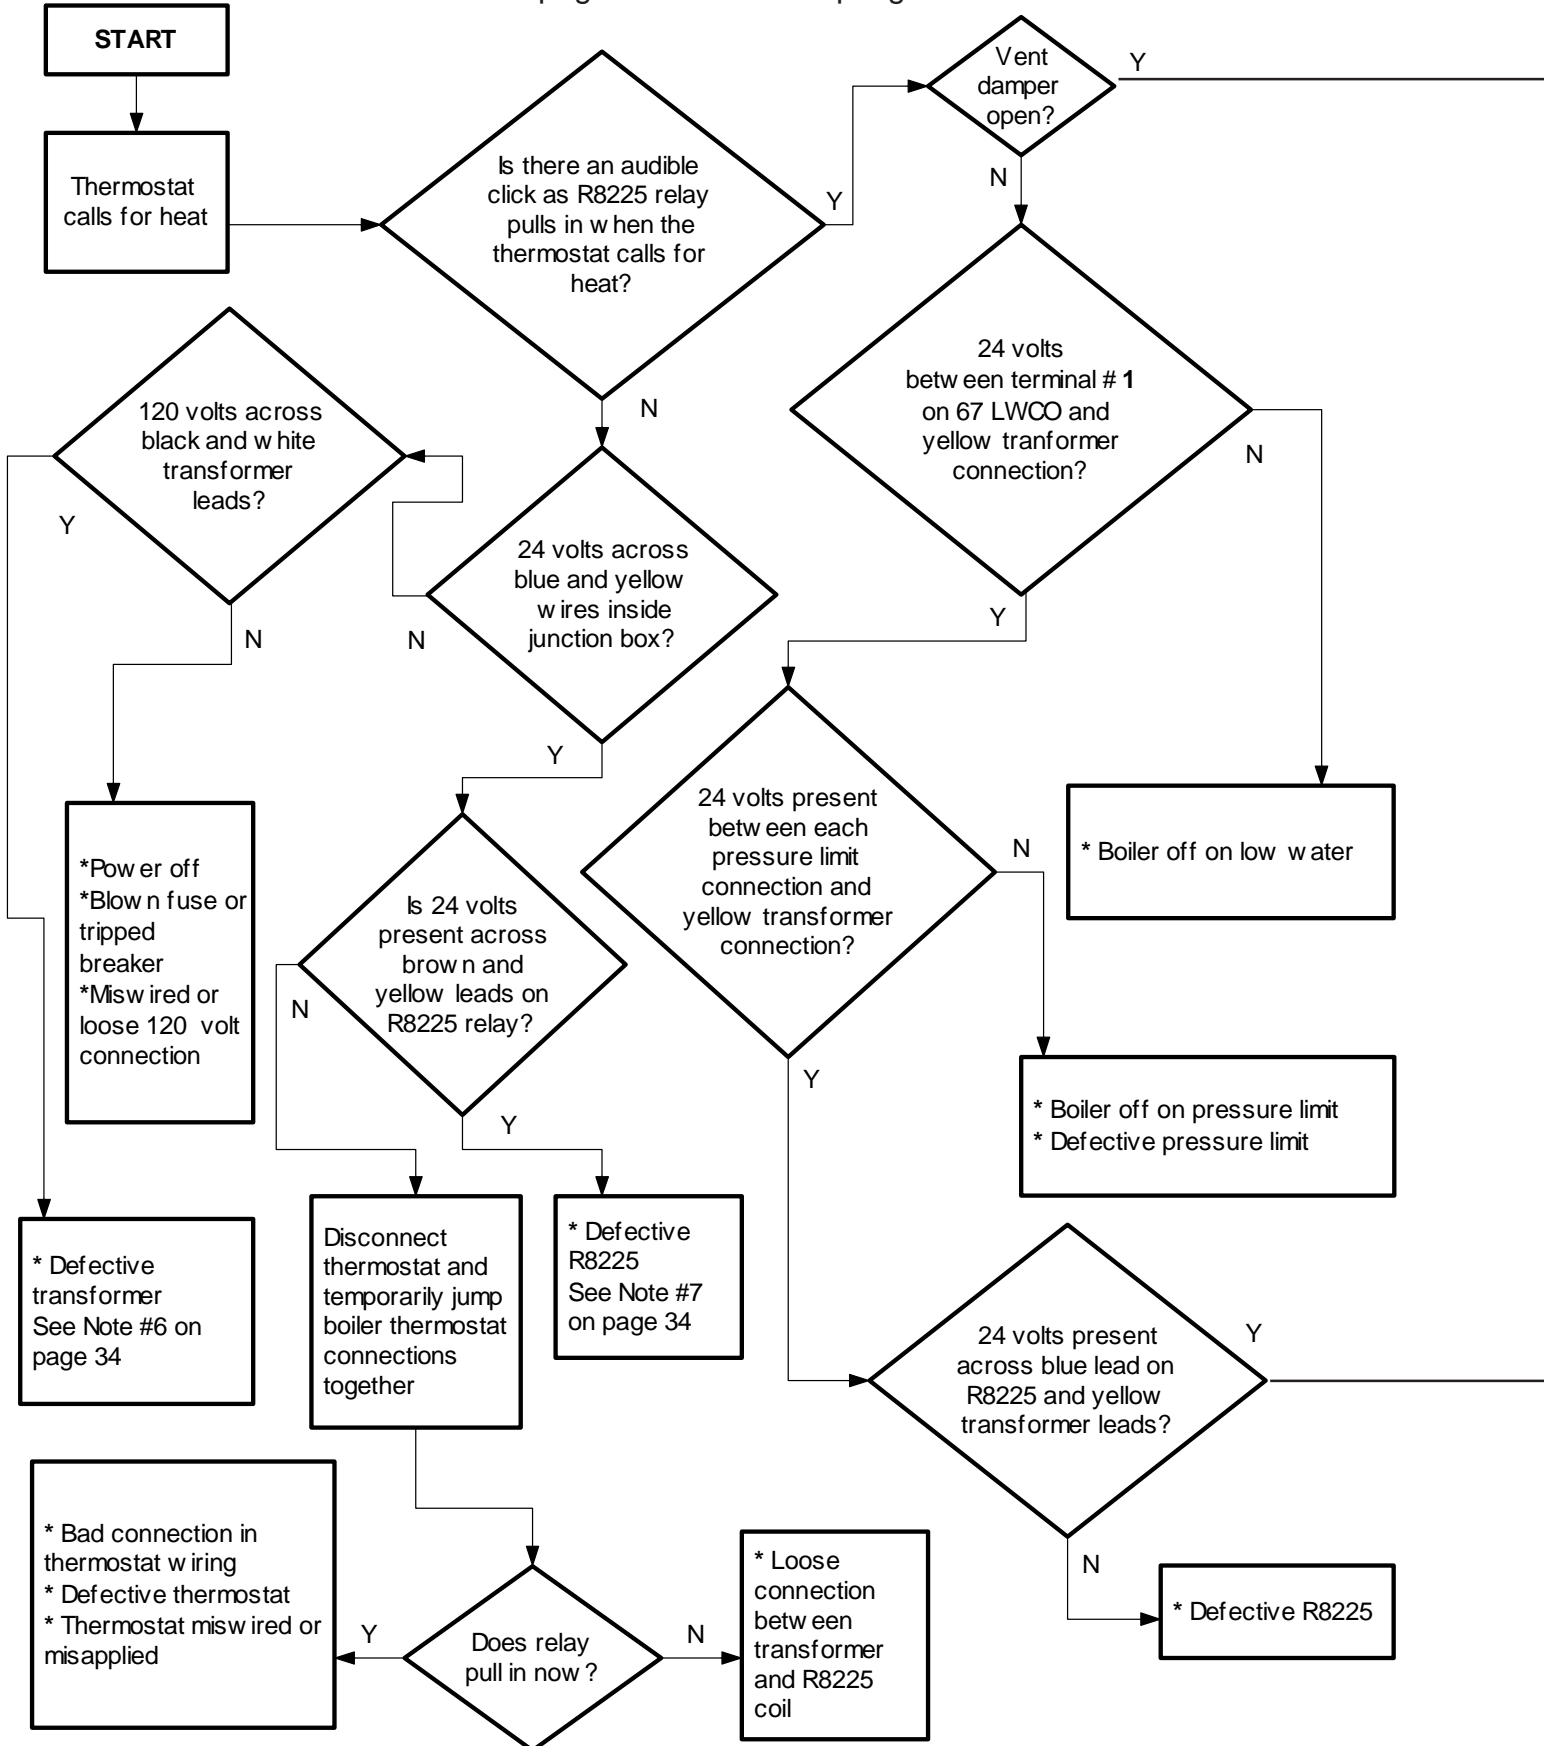 START
Thermostat
calls for heat
Is there an audible
click as R8225 relay
pulls in when the
thermostat calls for
heat?
Y
N
Vent
damper
open?
Y
N
24 volts
between terminal # 1
on 67 LWCO and
yellow tranformer
connection?
N
Y
120 volts across
black and white
transformer
leads?
Y
N
24 volts across
blue and yellow
wires inside
junction box?
N
Y
*Power off
*Blown fuse or
tripped
breaker
*Miswired or
loose 120 volt
connection
Is 24 volts
present across
brown and
yellow leads on
R8225 relay?
N
Y
24 volts present
between each
pressure limit
connection and
yellow transformer
connection?
N
Y
* Boiler off on low water
* Boiler off on pressure limit
* Defective pressure limit
* Defective
transformer
See Note #6 on
page 34
Disconnect
thermostat and
temporarily jump
boiler thermostat
connections
together
* Defective
R8225
See Note #7
on page 34
24 volts present
across blue lead on
R8225 and yellow
transformer leads?
Y
N
* Bad connection in
thermostat wiring
* Defective thermostat
* Thermostat miswired or
misapplied
Y
Does relay
pull in now?
N
* Loose
connection
between
transformer
and R8225
coil
* Defective R8225